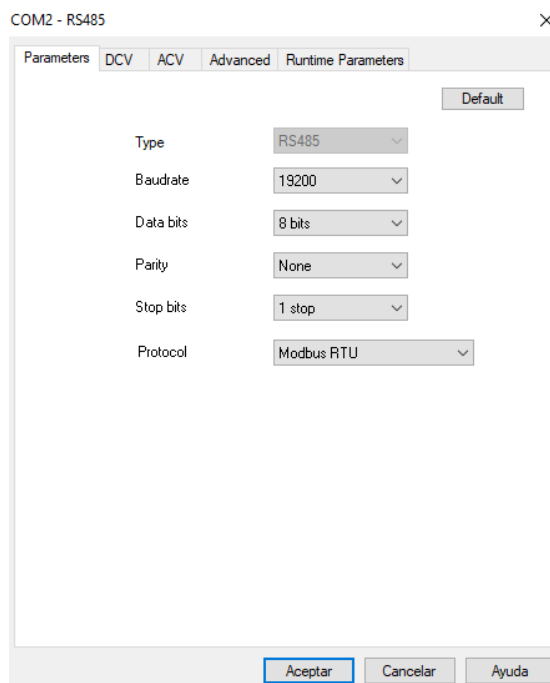 COM2 - RS485
Parameters DCV ACV Advanced Runtime Parameters
Default
Type RS485
Baudrate 19200
Data bits 8 bits
Parity None
Stop bits 1 stop
Protocol Modbus RTU
Aceptar Cancelar Ayuda